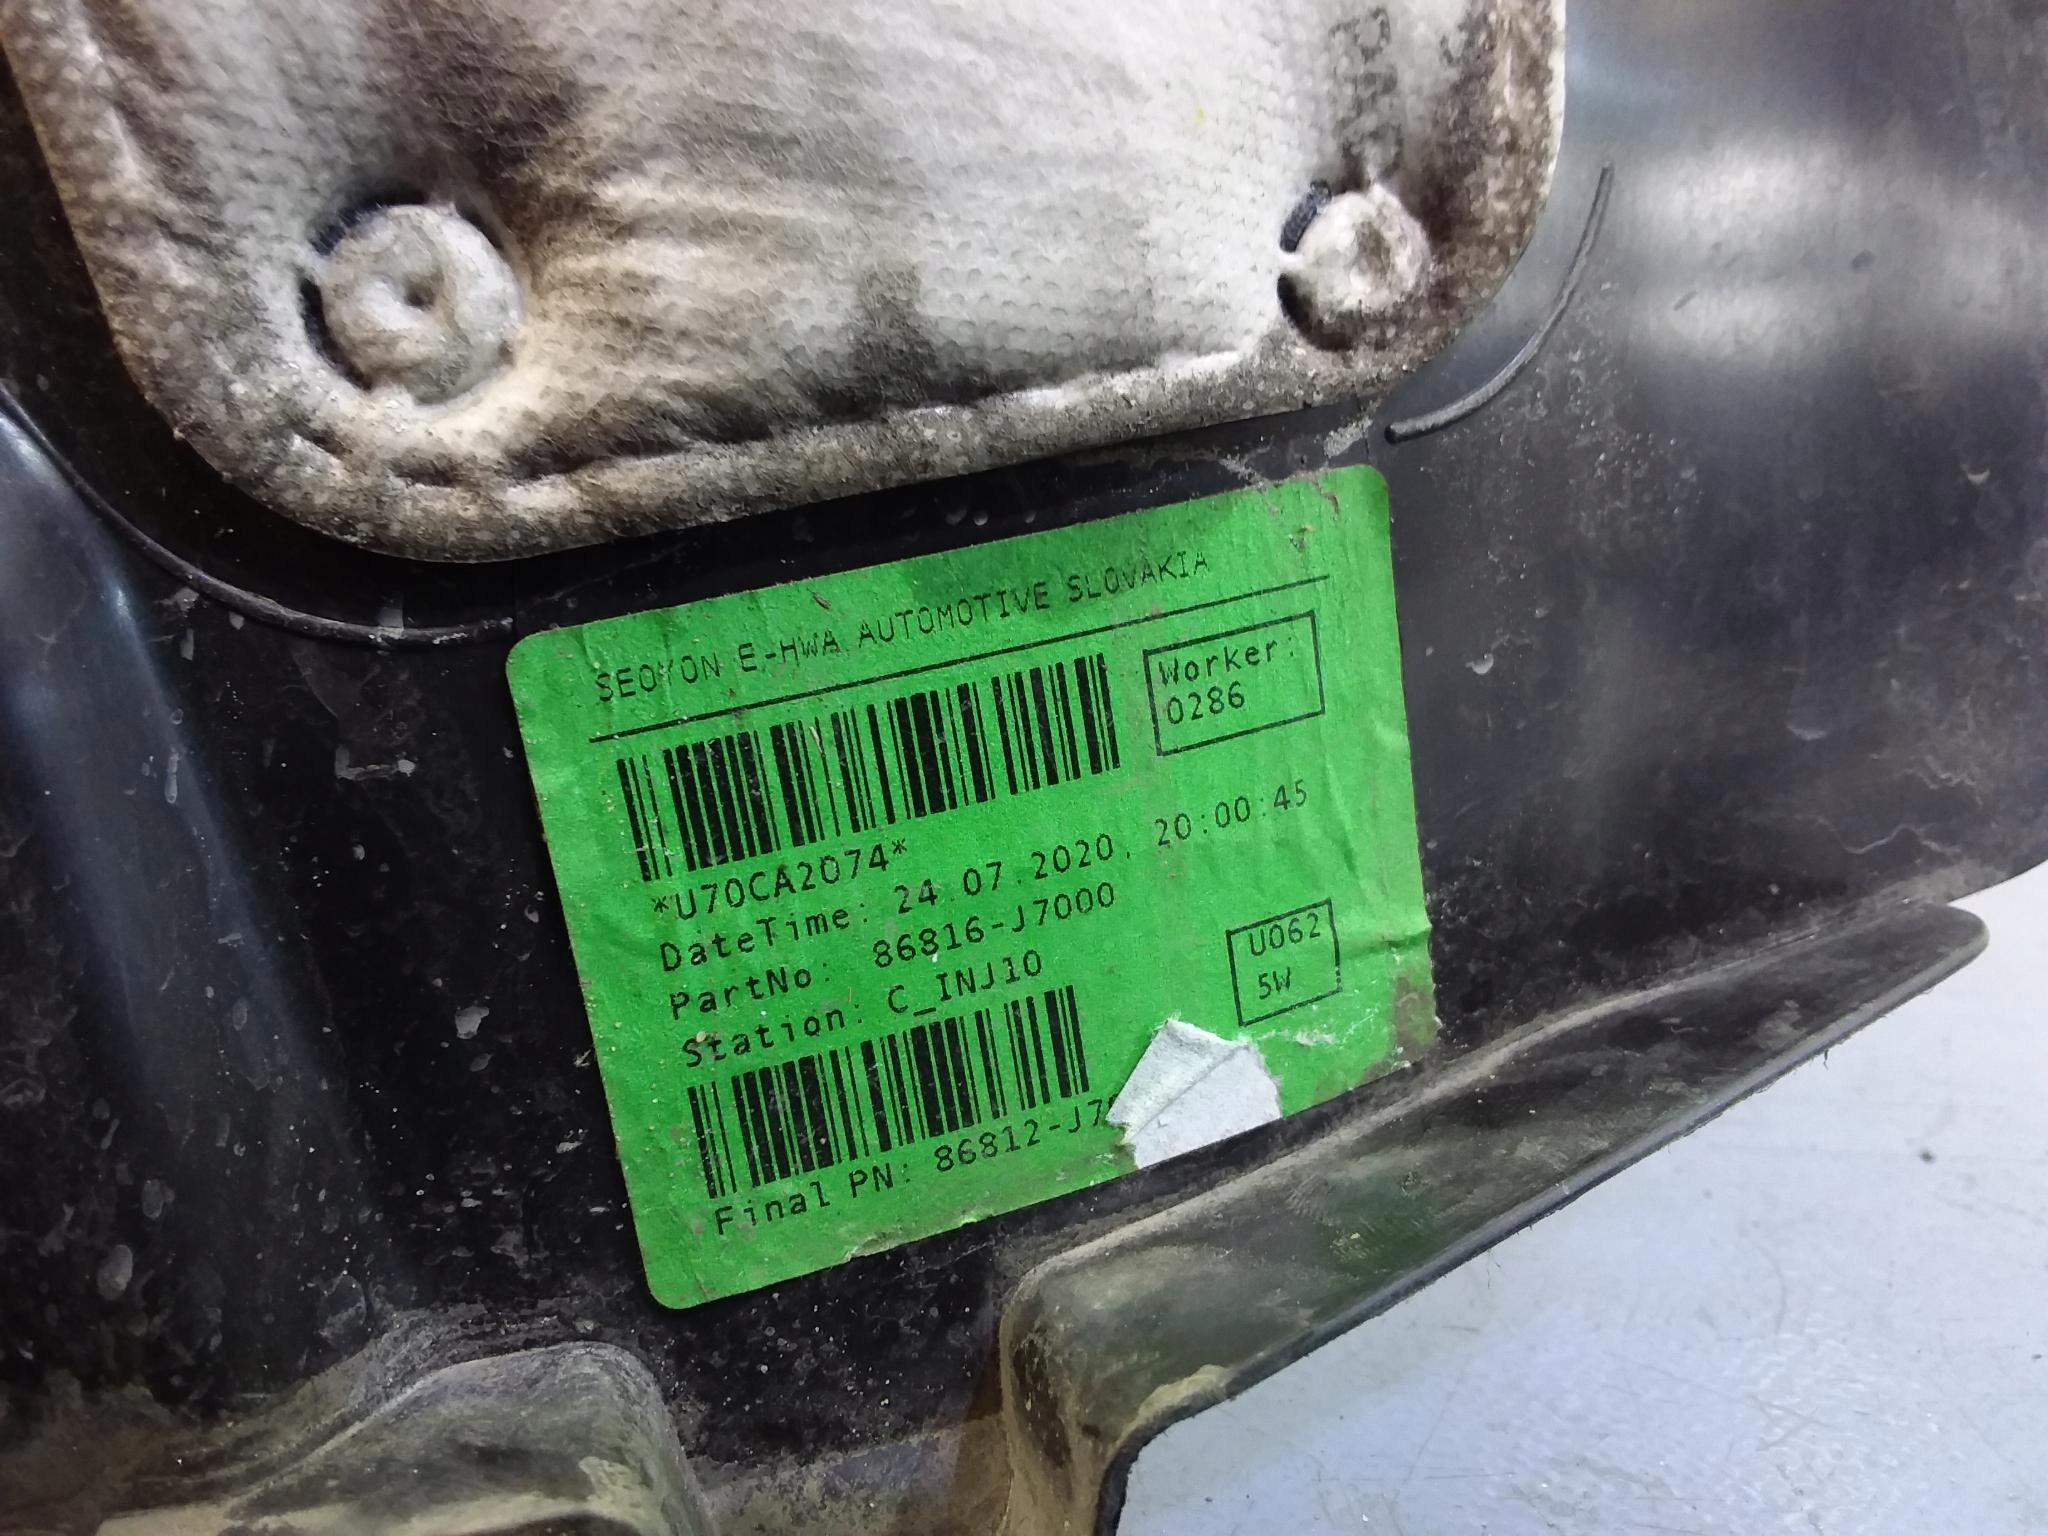 SEOYON E-HWA AUTOMOTIVE SLOVAKIA
Worker:
0286
*U70CA2074*
DateTime: 24.07.2020. 20:00:45
PartNo: 86816-J7000
Station: C_INJ10
U062
5W
Final PN: 86812-J7